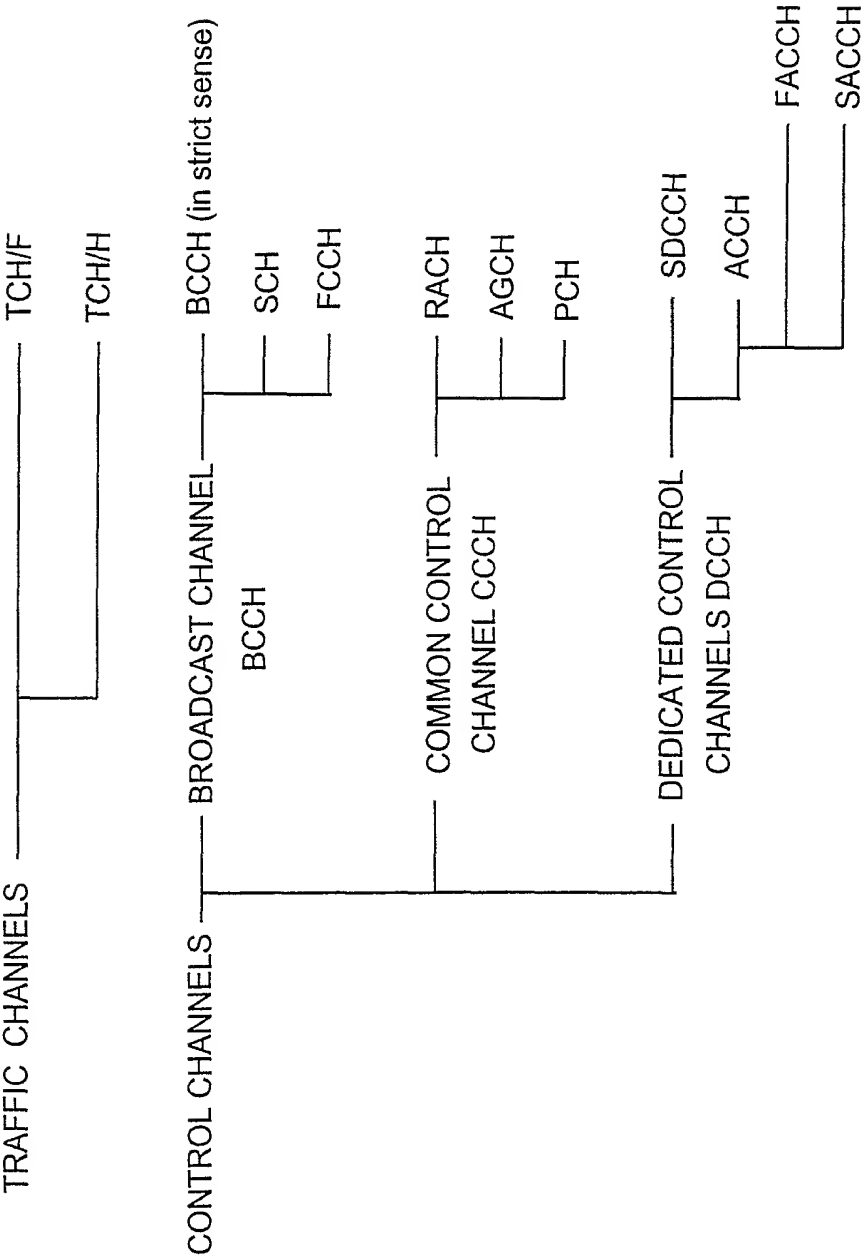 TRAFFIC CHANNELS
TCH/F
TCH/H
CONTROL CHANNELS
BROADCAST CHANNEL
BCCH
BCCH (in strict sense)
SCH
FCCH
COMMON CONTROL
CHANNEL CCCH
RACH
AGCH
PCH
DEDICATED CONTROL
CHANNELS DCCH
SDCCH
ACCH
FACCH
SACCH